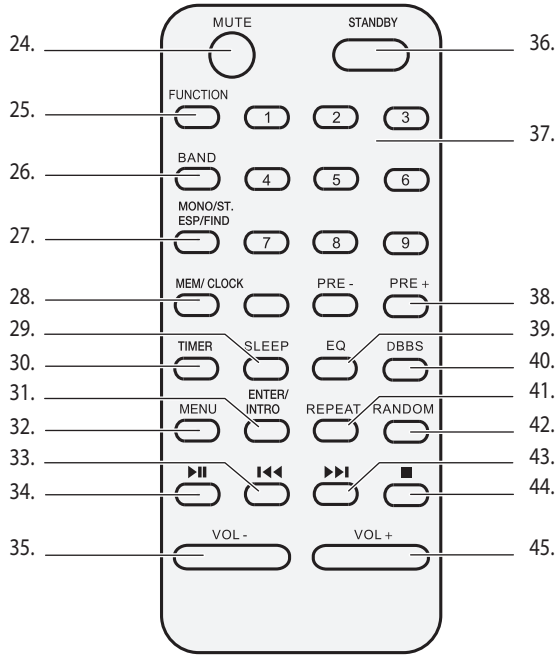 MUTE STANDBY
24. 36.
FUNCTION
25. 1 2 3
37.
BAND
26. 4 5 6
MONO/ST.
ESP/FIND
27. 7 8 9
MEM/ CLOCK PRE - PRE +
28. 38.
29. 39.
TIMER SLEEP EQ DBBS
30. 40.
31. ENTER/ 41.
MENU INTRO REPEAT RANDOM
32. 42.
33. 43.
34. 44.
VOL - VOL +
35. 45.